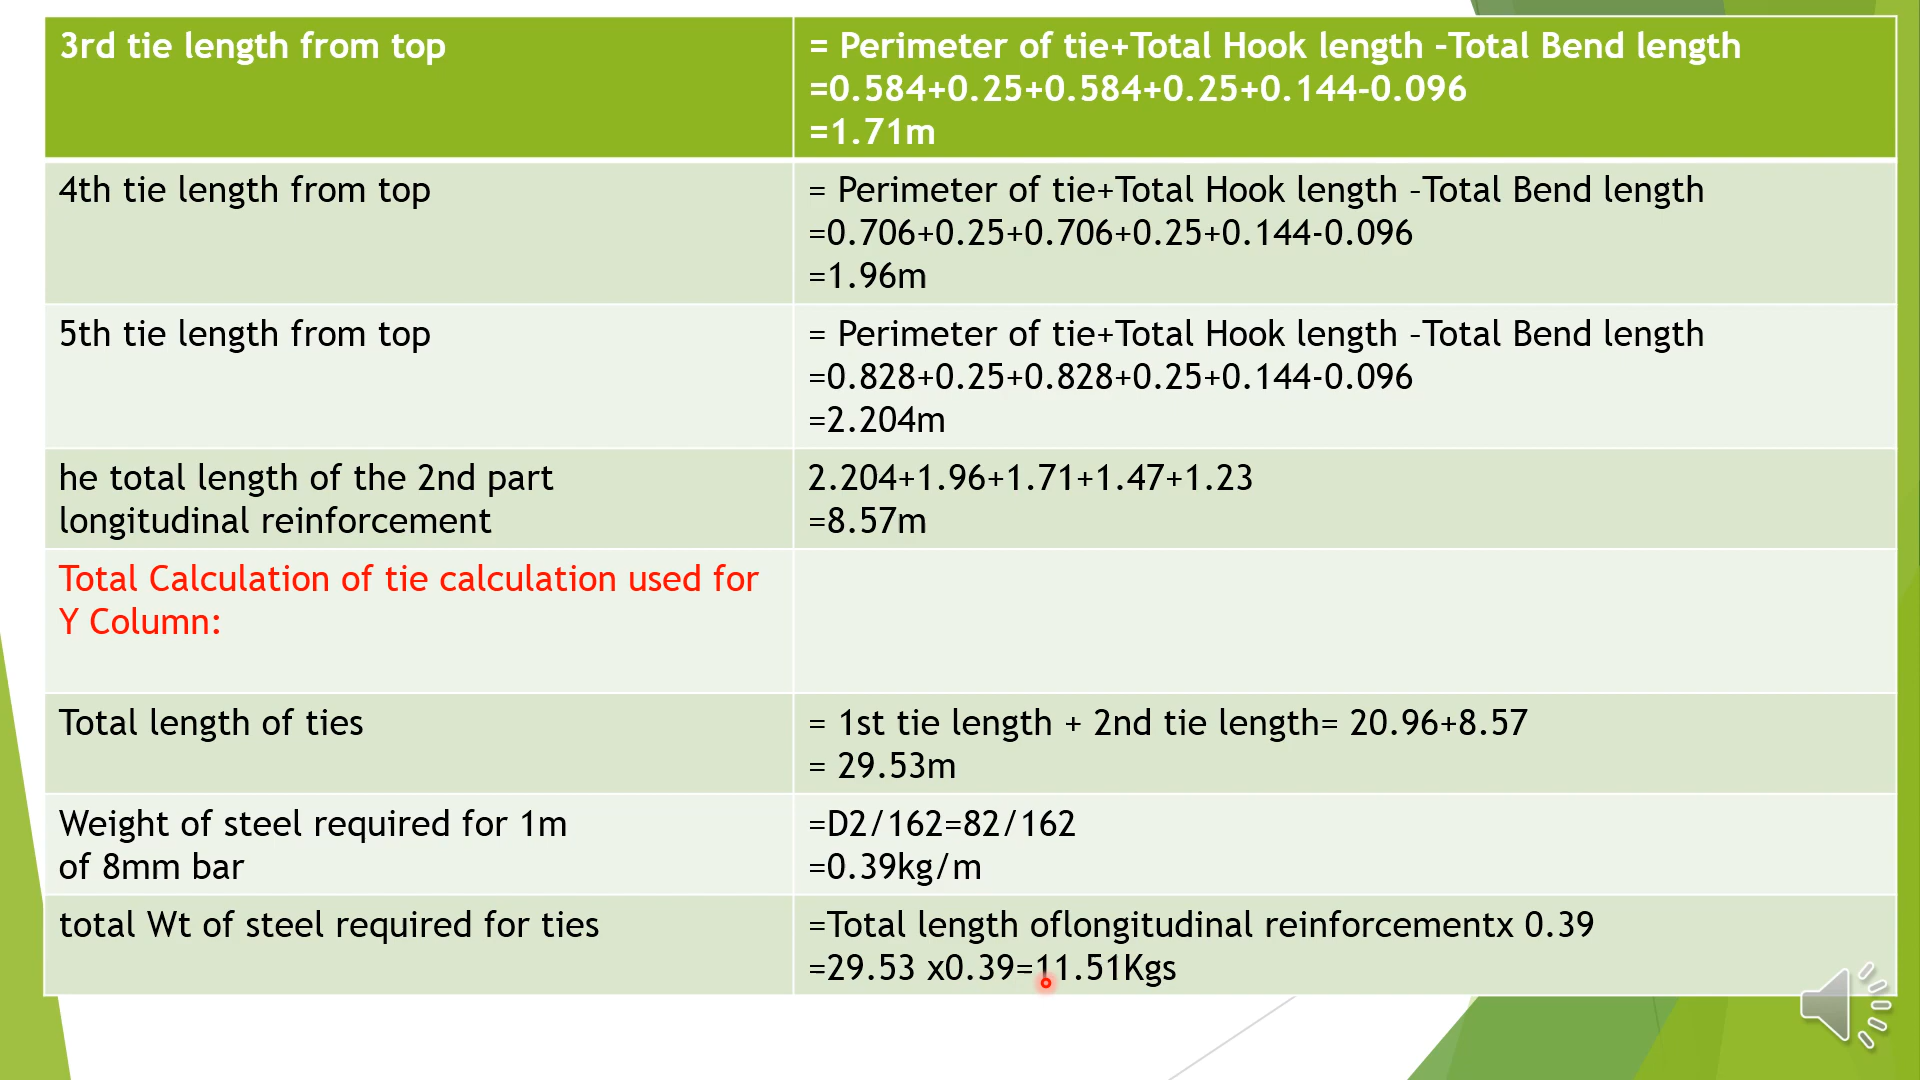 3rd tie length from top
= Perimeter of tie+Total Hook length –Total Bend length
=0.584+0.25+0.584+0.25+0.144-0.096
=1.71m
4th tie length from top
= Perimeter of tie+Total Hook length –Total Bend length
=0.706+0.25+0.706+0.25+0.144-0.096
=1.96m
5th tie length from top
= Perimeter of tie+Total Hook length –Total Bend length
=0.828+0.25+0.828+0.25+0.144-0.096
=2.204m
he total length of the 2nd part
longitudinal reinforcement
2.204+1.96+1.71+1.47+1.23
=8.57m
Total Calculation of tie calculation used for
Y Column:
Total length of ties
= 1st tie length + 2nd tie length= 20.96+8.57
= 29.53m
Weight of steel required for 1m
of 8mm bar
=D2/162=82/162
=0.39kg/m
total Wt of steel required for ties
=Total length oflongitudinal reinforcementx 0.39
=29.53 x0.39=11.51Kgs